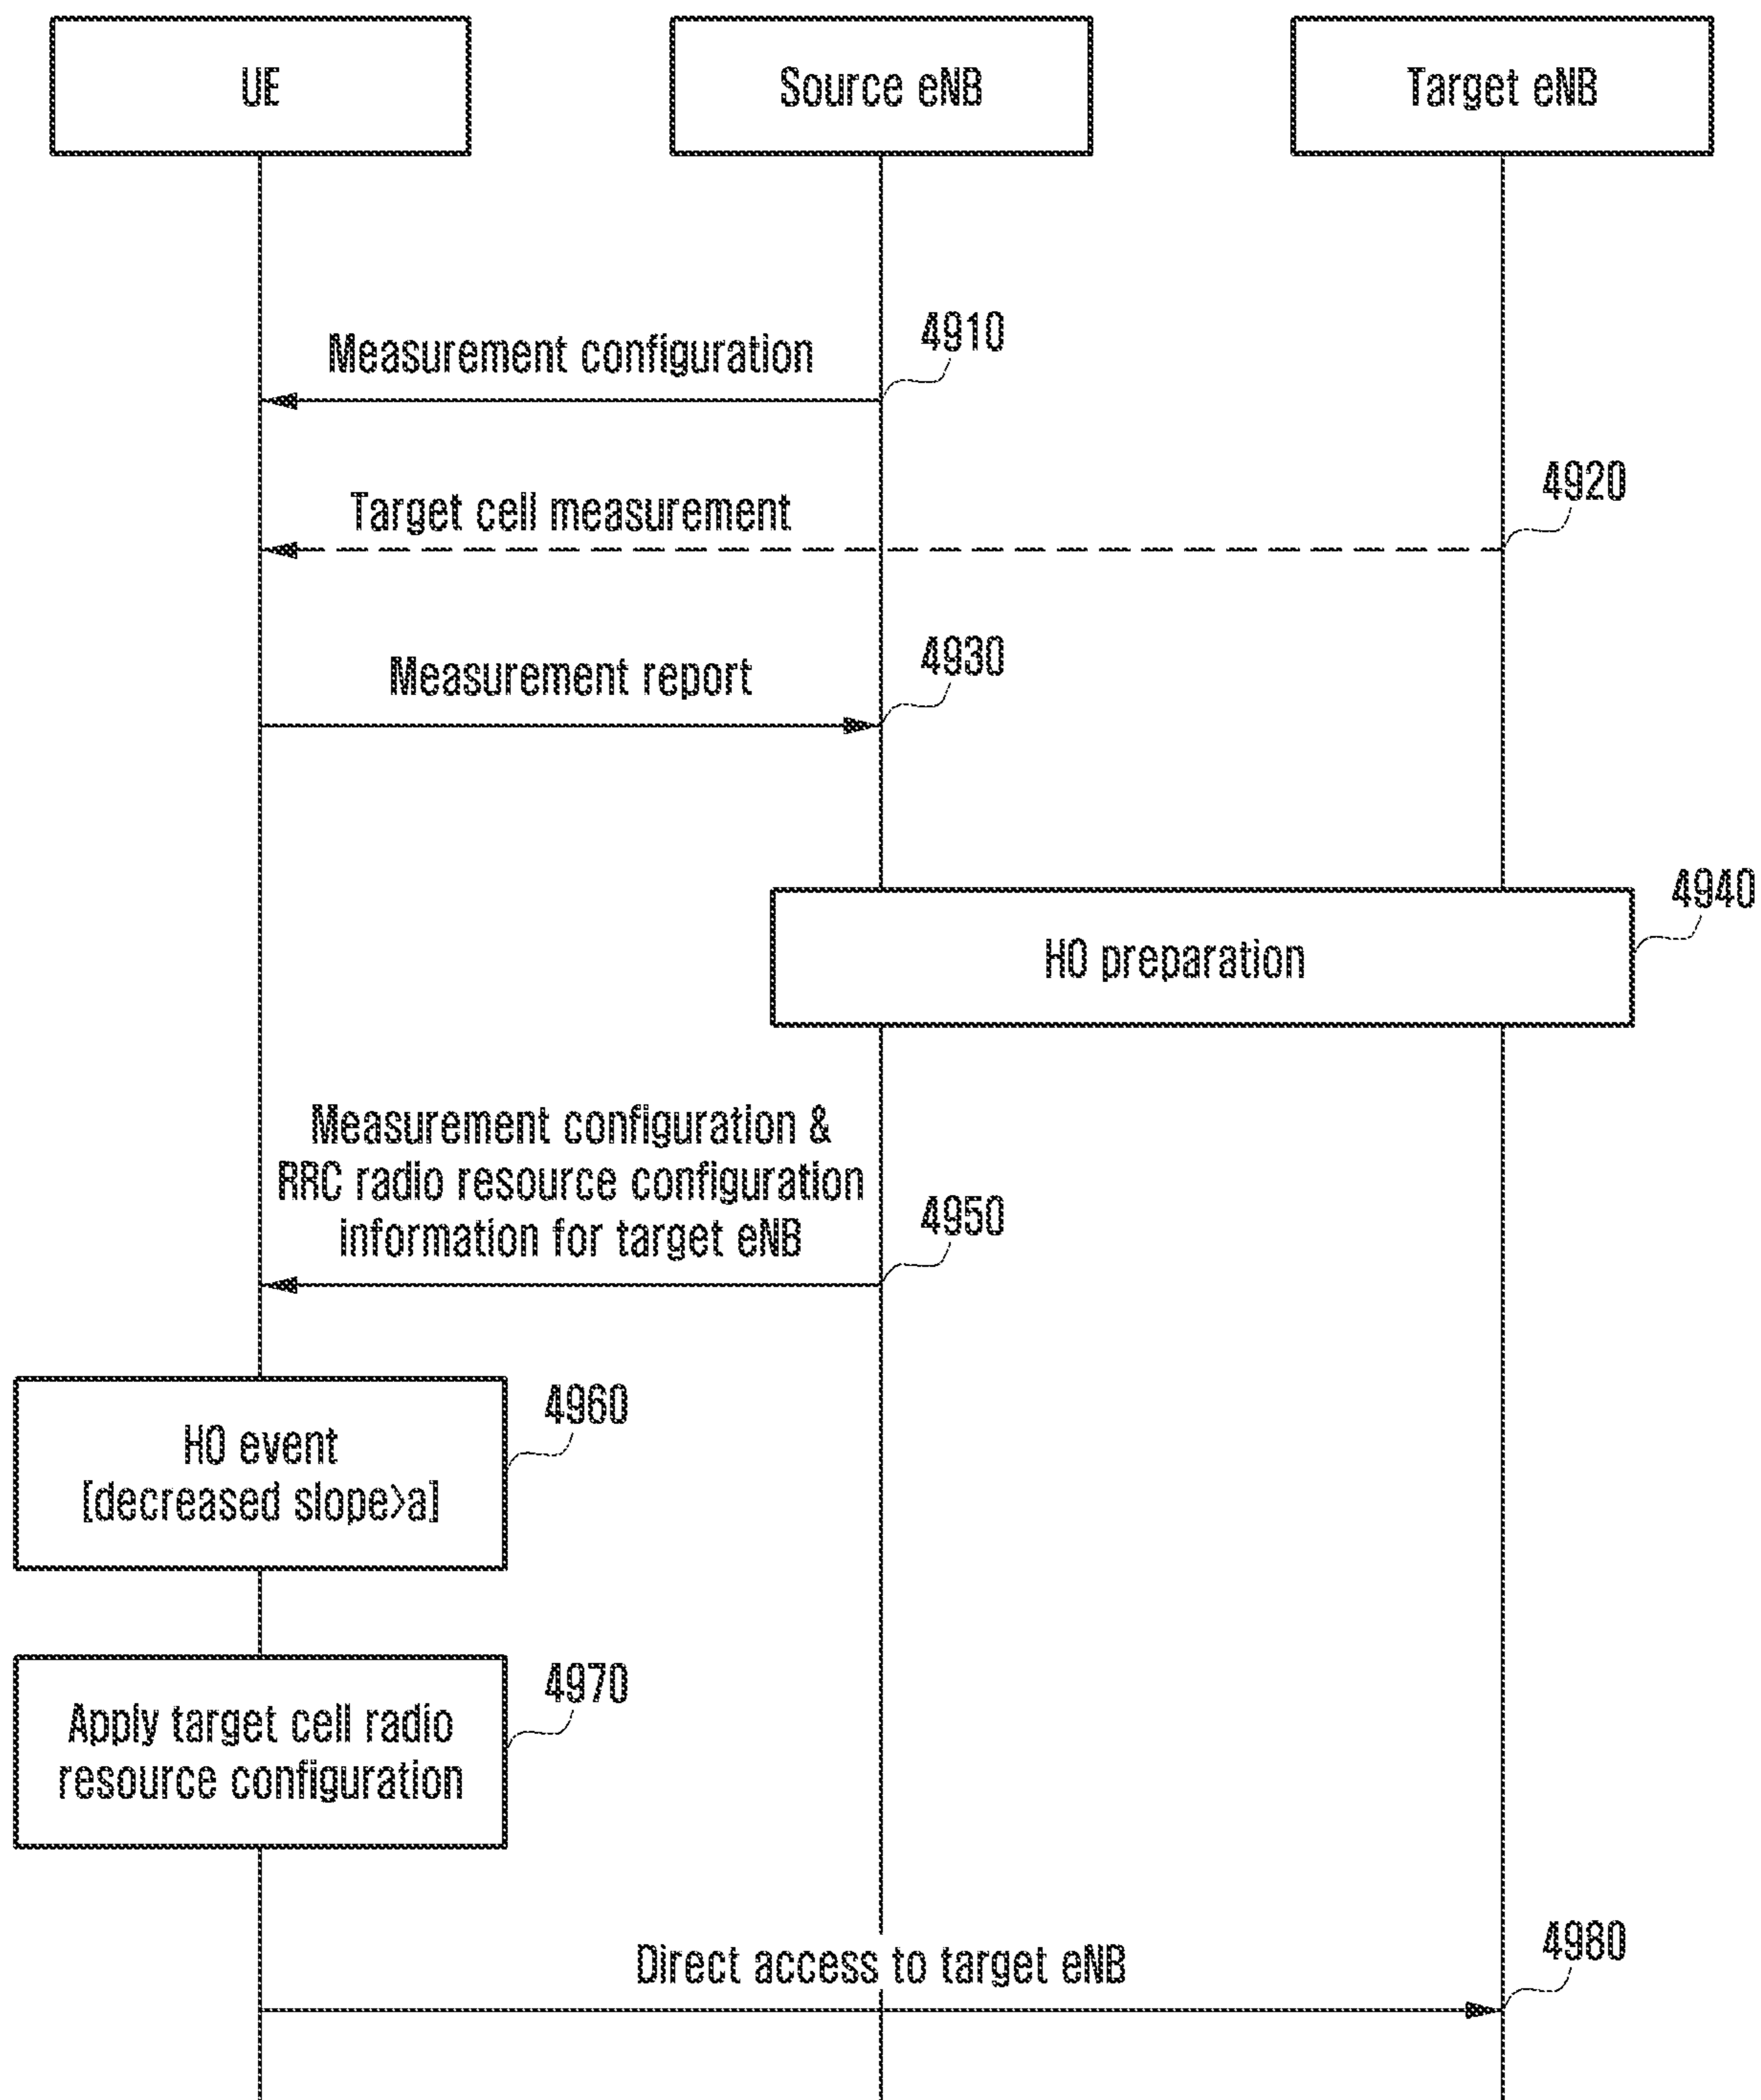 UE
Source eNB
Target eNB
Measurement configuration
4910
Target cell measurement
4920
Measurement report
4930
HO preparation
4940
Measurement configuration &
RRC radio resource configuration
information for target eNB
4950
HO event
[decreased slope>a]
4960
Apply target cell radio
resource configuration
4970
Direct access to target eNB
4980